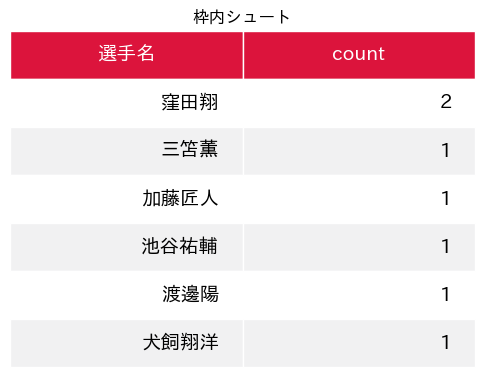 枠内シュート
選手名 count
窪田翔 2
三笘薫 1
加藤匠人 1
池谷祐輔 1
渡邊陽 1
犬飼翔洋 1